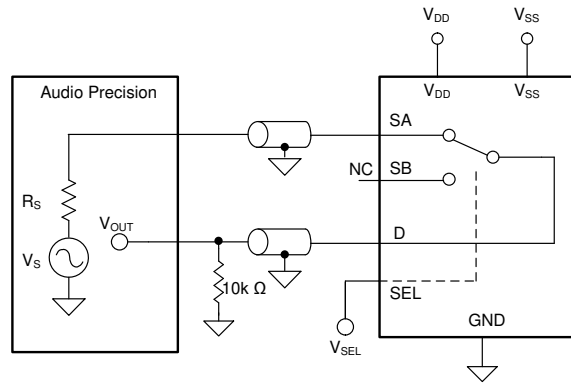 V_DD
V_SS
Audio Precision
V_DD
V_SS
SA
NC
SB
R_S
V_OUT
D
V_S
10k Ω
SEL
GND
V_SEL